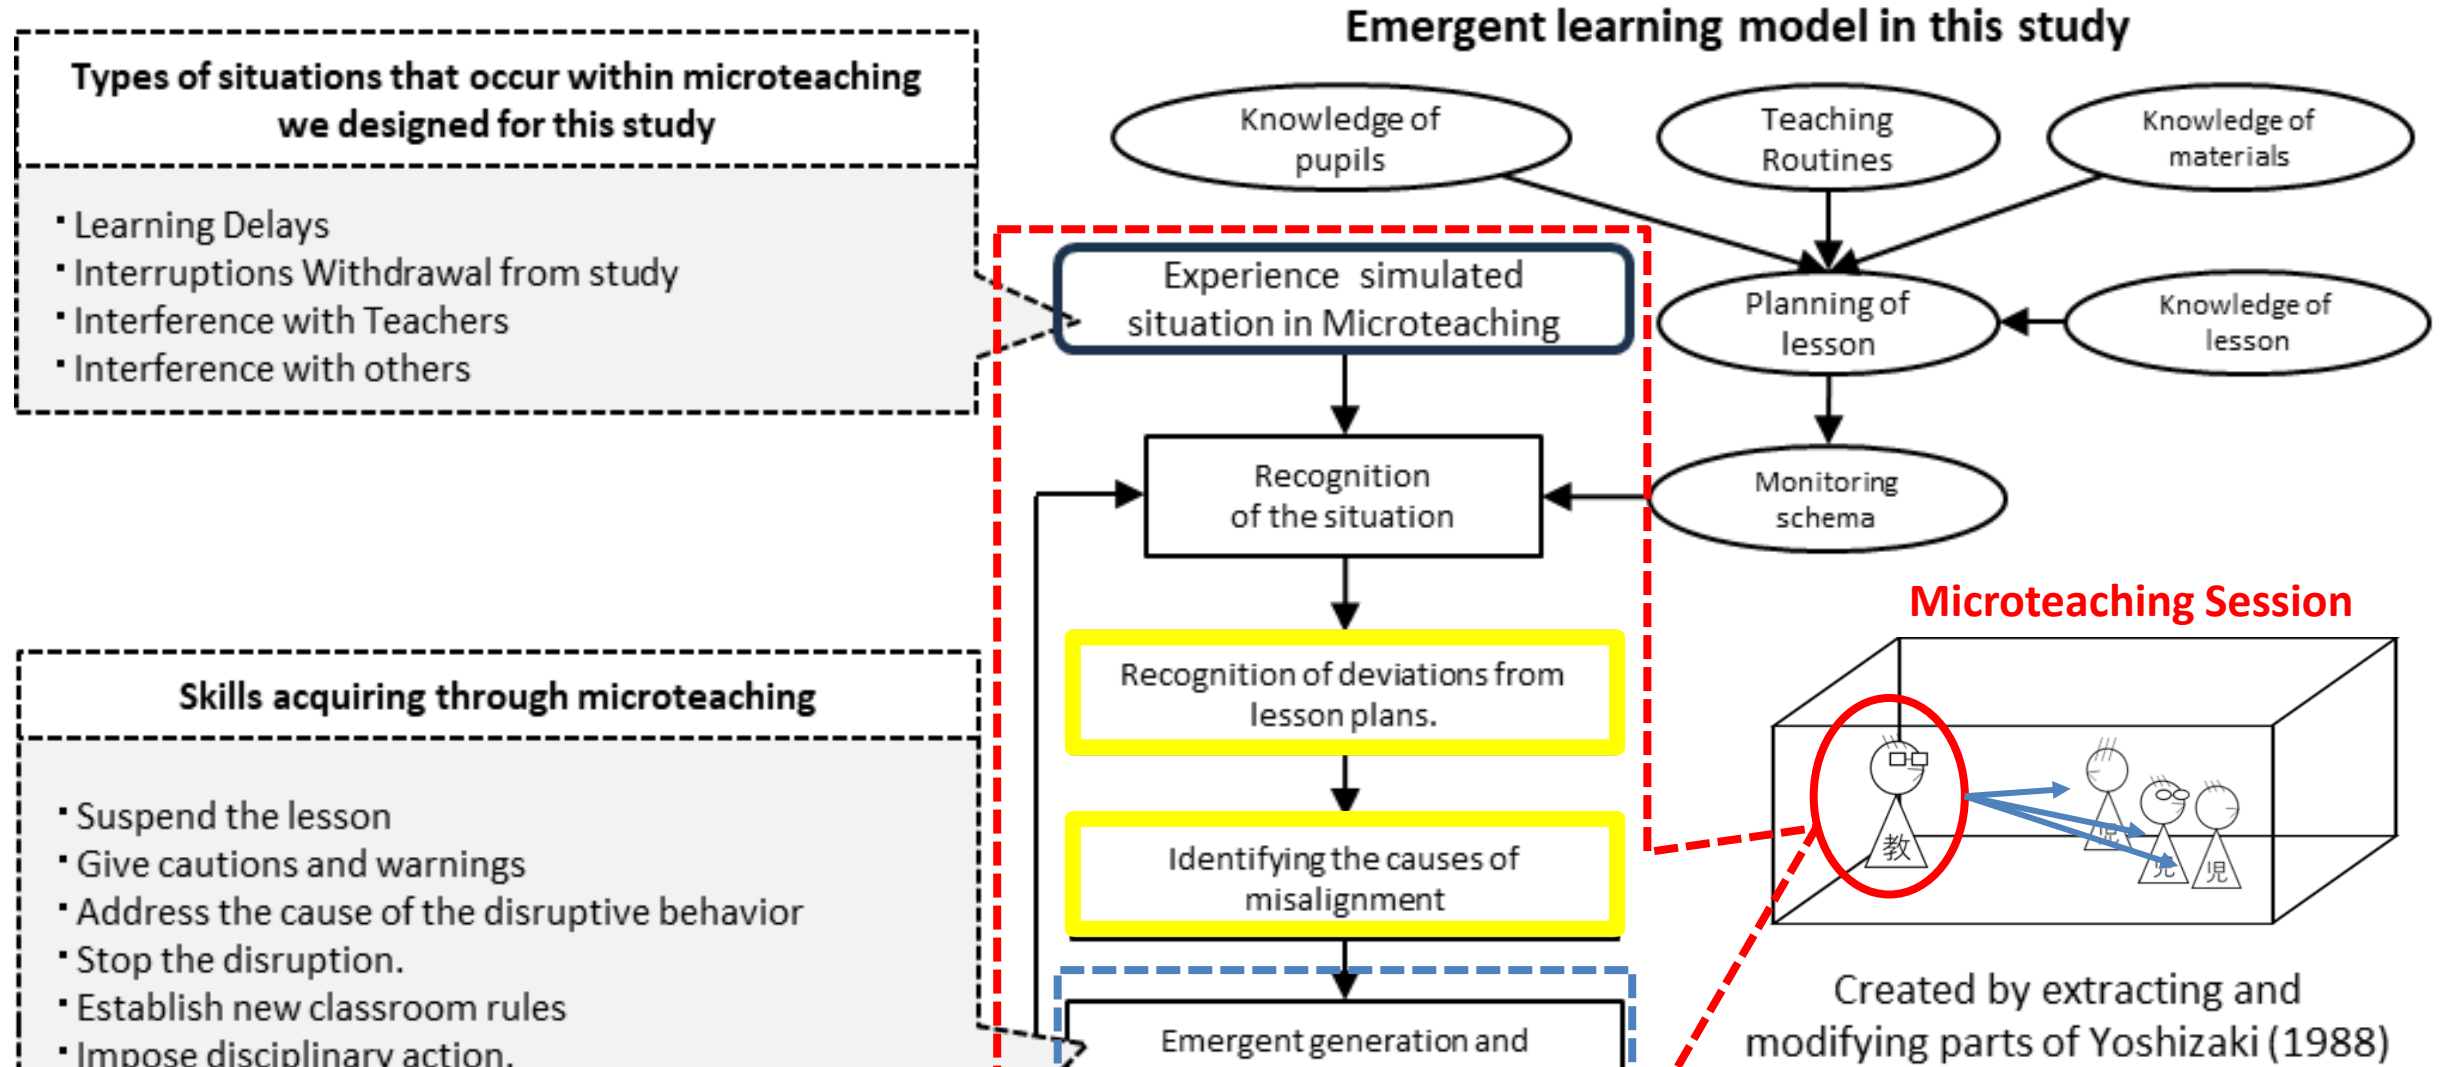 Emergent learning model in this study
Types of situations that occur within microteaching
we designed for this study
・Learning Delays
・Interruptions Withdrawal from study
・Interference with Teachers
・Interference with others
Knowledge of
pupils
Teaching
Routines
Knowledge of
materials
Experience simulated
situation in Microteaching
Planning of
lesson
Knowledge of
lesson
Recognition
of the situation
Monitoring
schema
Recognition of deviations from
lesson plans.
Identifying the causes of
misalignment
Emergent generation and
Skills acquiring through microteaching
・Suspend the lesson
・Give cautions and warnings
・Address the cause of the disruptive behavior
・Stop the disruption.
・Establish new classroom rules
・Impose disciplinary action.
Microteaching Session
教
児
児
児
Created by extracting and
modifying parts of Yoshizaki (1988)